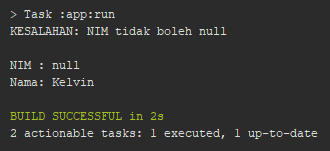 > Task :app:run
KESALAHAN: NIM tidak boleh null
NIM : null
Nama: Kelvin
BUILD SUCCESSFUL in 2s
2 actionable tasks: 1 executed, 1 up-to-date